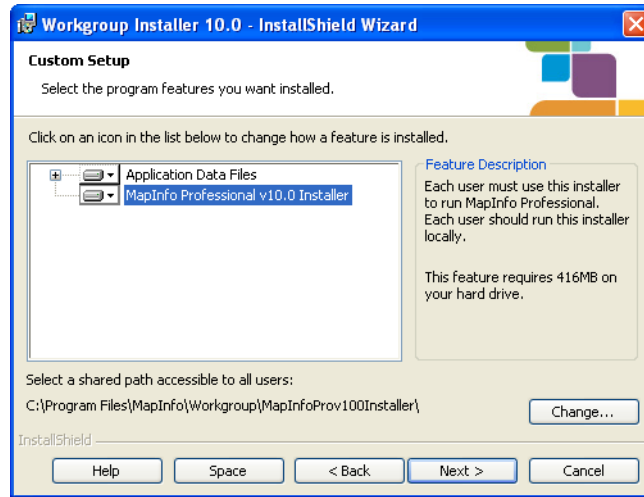 Workgroup Installer 10.0 - InstallShield Wizard
Custom Setup
Select the program features you want installed.
Click on an icon in the list below to change how a feature is installed.
Application Data Files
MapInfo Professional v10.0 Installer
Feature Description
Each user must use this installer
to run MapInfo Professional.
Each user should run this installer
locally.
This feature requires 416MB on
your hard drive.
Select a shared path accessible to all users:
C:\Program Files\MapInfo\Workgroup\MapInfoProv100Installer\
Change...
InstallShield
Help
Space
< Back
Next >
Cancel